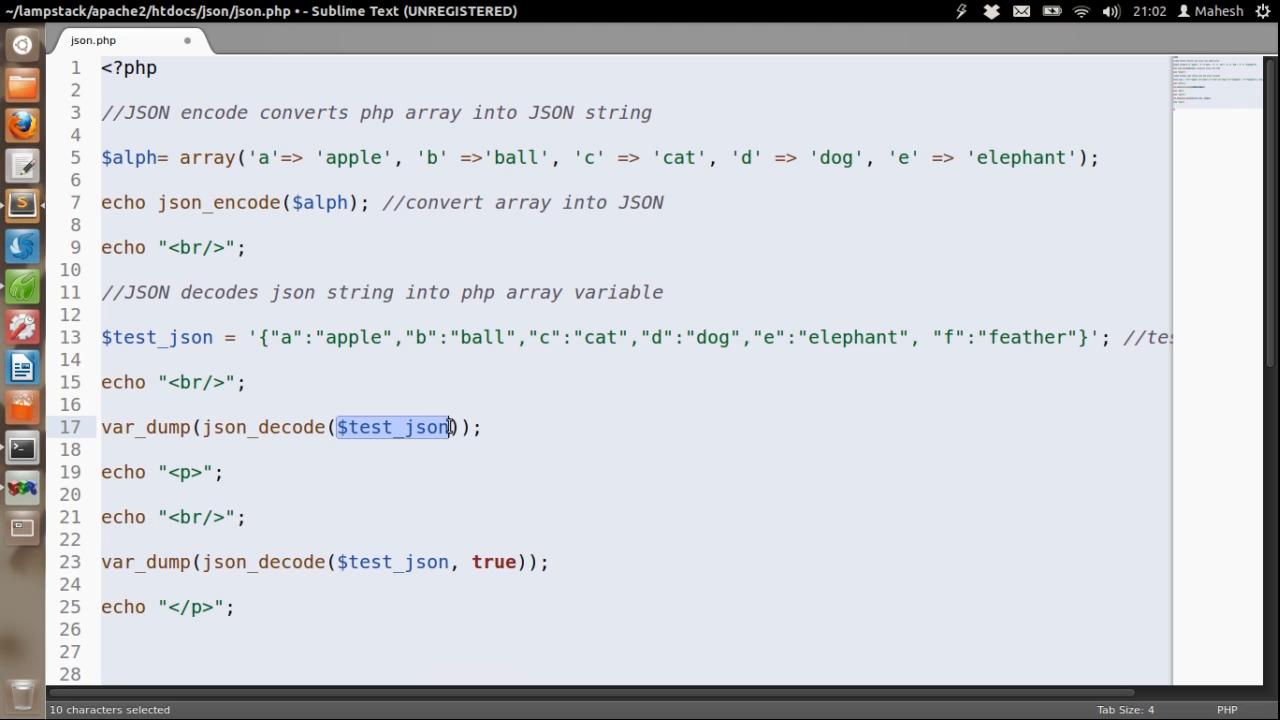 ~/lampstack/apache2/htdocs/json/json.php • - Sublime Text (UNREGISTERED)
21:02 Mahesh
json.php
1 <?php
2
3 //JSON encode converts php array into JSON string
4
5 $alph= array('a'=> 'apple', 'b' =>'ball', 'c' => 'cat', 'd' => 'dog', 'e' => 'elephant');
6
7 echo json_encode($alph); //convert array into JSON
8
9 echo "<br/>";
10
11 //JSON decodes json string into php array variable
12
13 $test_json = '{"a":"apple","b":"ball","c":"cat","d":"dog","e":"elephant", "f":"feather"}'; //tes
14
15 echo "<br/>";
16
17 var_dump(json_decode($test_json));
18
19 echo "<p>";
20
21 echo "<br/>";
22
23 var_dump(json_decode($test_json, true));
24
25 echo "</p>";
26
27
28
10 characters selected
Tab Size: 4 PHP